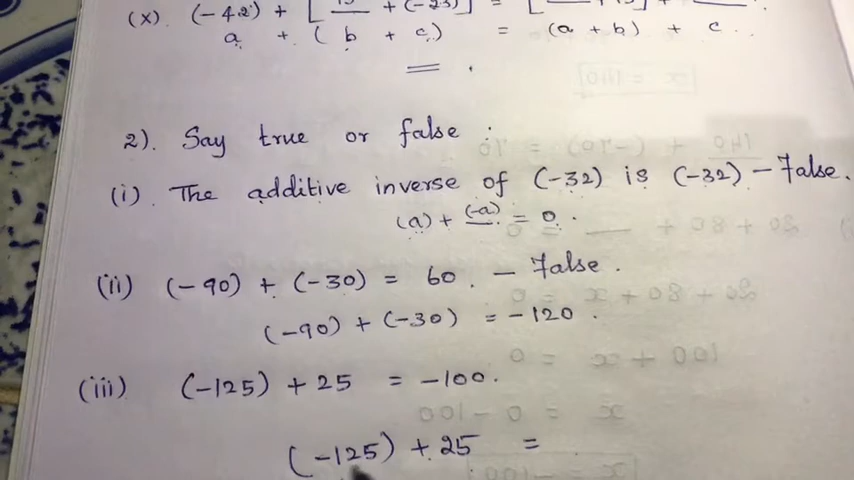 (x). (-42) + [ + (-23)] = [
a + ( b + c ) = (a + b) + c ..
2). Say true or false :
(i) The additive inverse of (-32) is (-32) - False.
(a) + (-a) = 0.
(ii) (-90) + (-30) = 60. - False.
(-90) + (-30) = -120.
(iii) (-125) + 25 = -100.
(-125) + 25 =